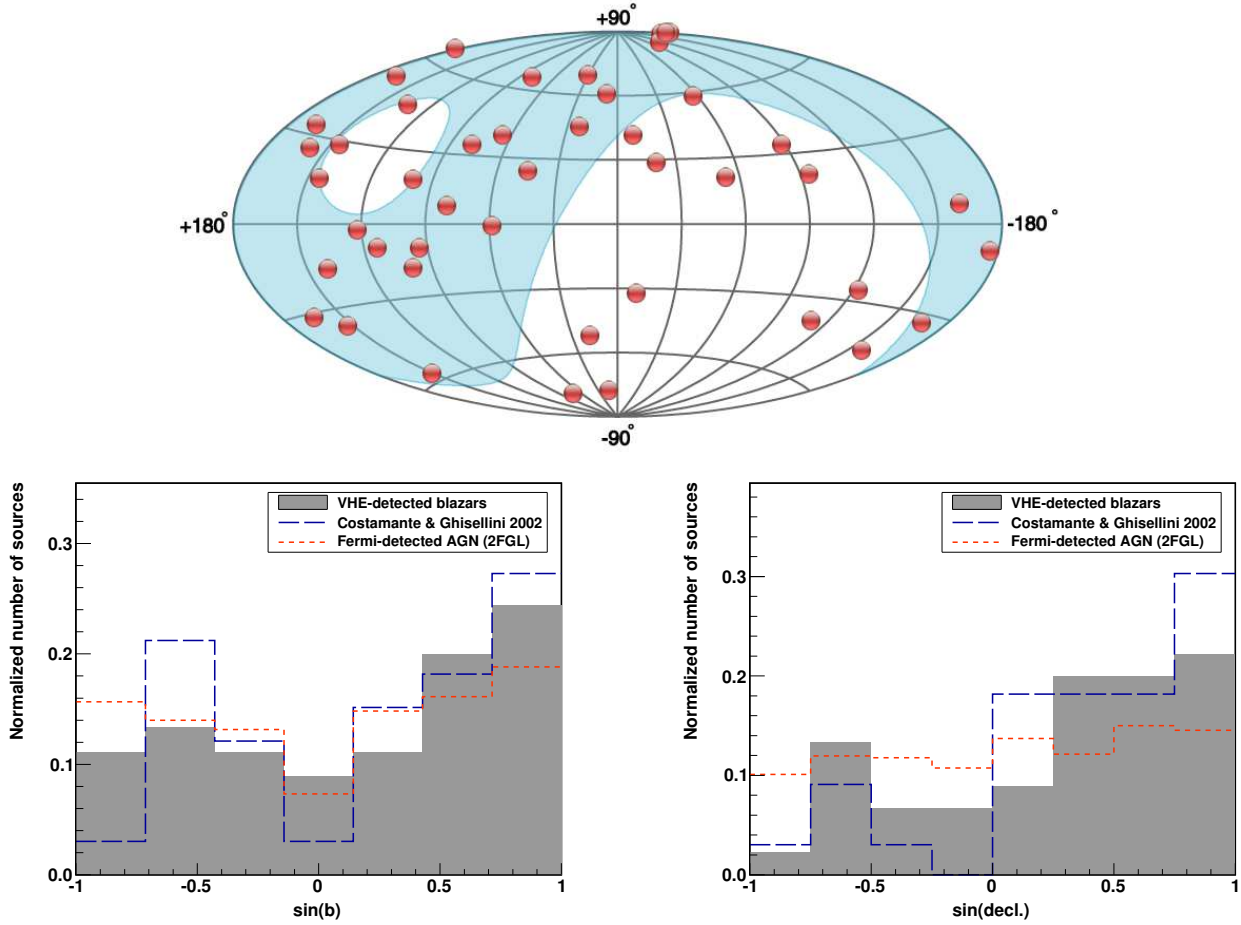 +90°
+180°
-180°
-90°
VHE-detected blazars
Costamante & Ghisellini 2002
Fermi-detected AGN (2FGL)
Normalized number of sources
0.3
0.2
0.1
0.0
-1 -0.5 0 0.5 1
sin(b)
VHE-detected blazars
Costamante & Ghisellini 2002
Fermi-detected AGN (2FGL)
Normalized number of sources
0.3
0.2
0.1
0.0
-1 -0.5 0 0.5 1
sin(decl.)